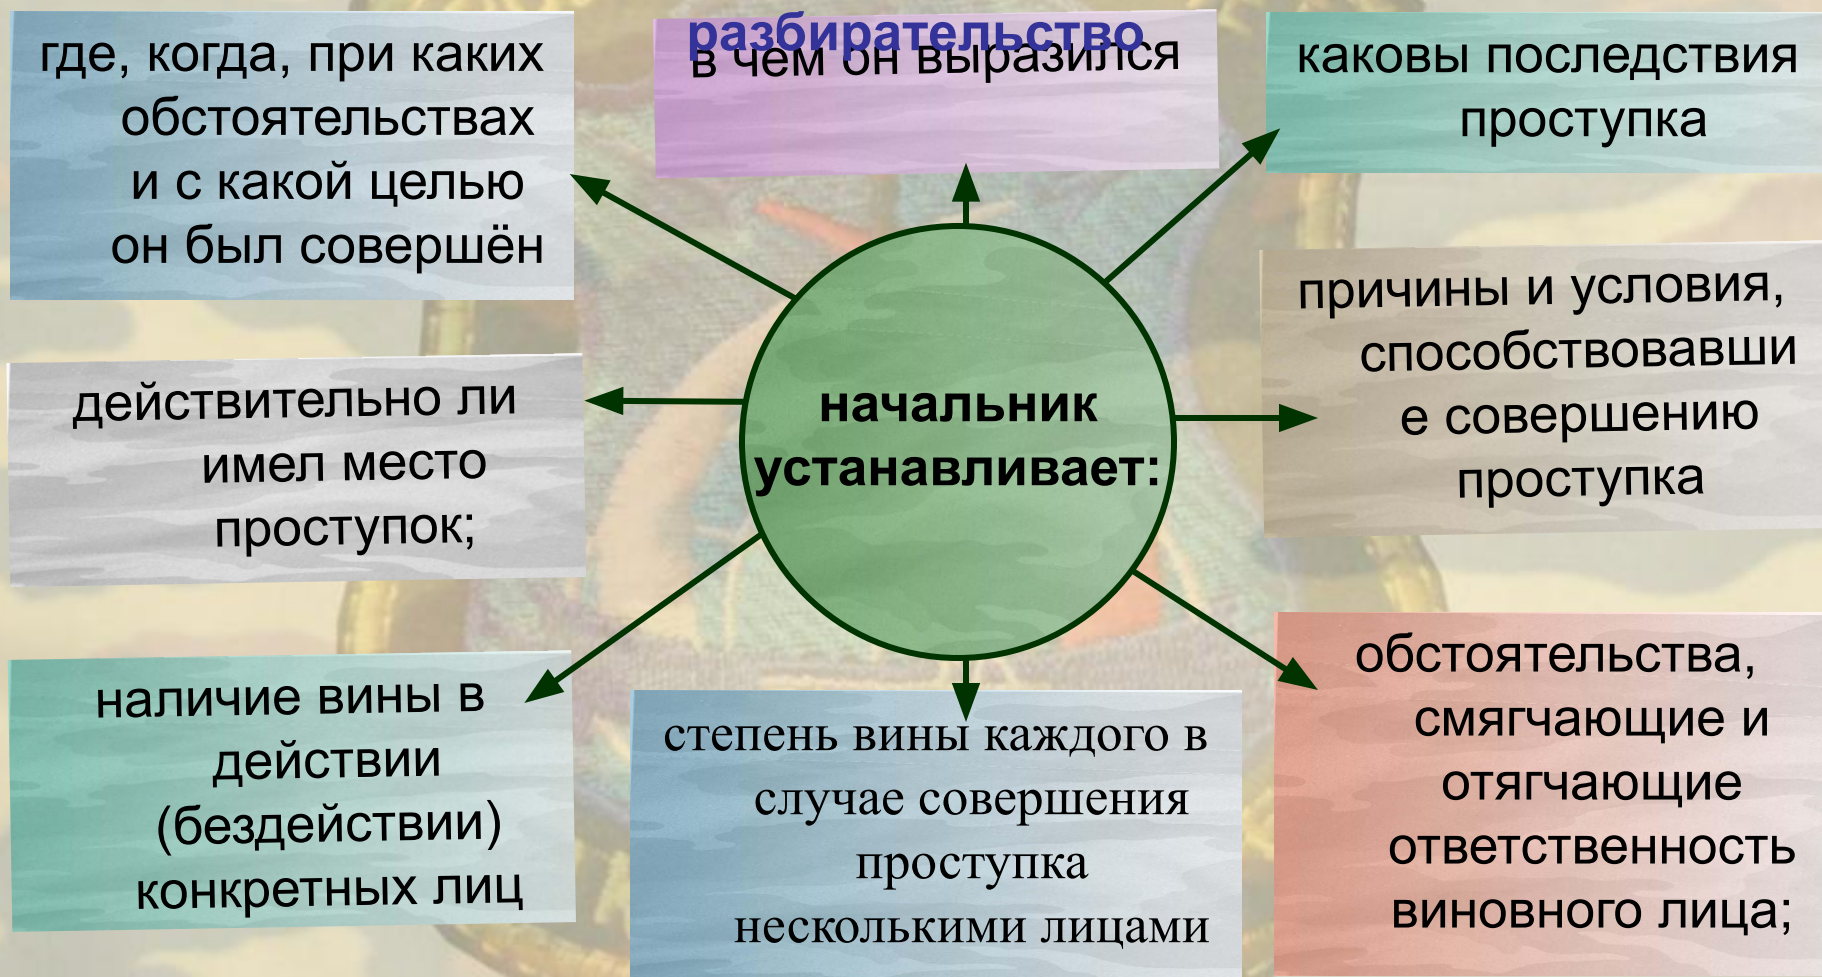 разбирательство
где, когда, при каких
обстоятельствах
и с какой целью
он был совершён
в чем он выразился
каковы последствия
проступка
действительно ли
имел место
проступок;
начальник
устанавливает:
причины и условия,
способствовавши
е совершению
проступка
наличие вины в
действии
(бездействии)
конкретных лиц
степень вины каждого в
случае совершения
проступка
несколькими лицами
обстоятельства,
смягчающие и
отягчающие
ответственность
виновного лица;